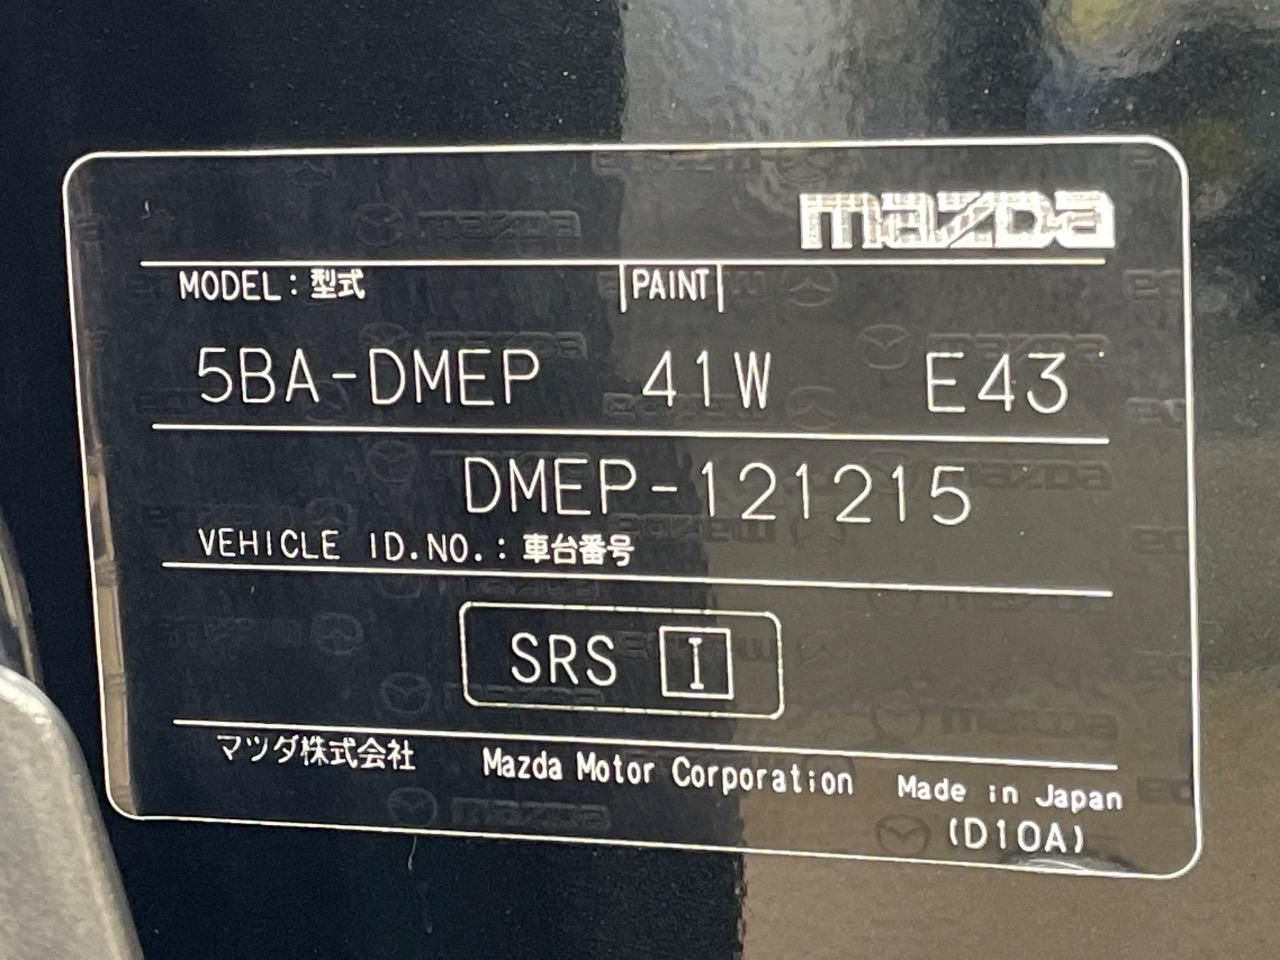 mazda
MODEL : 型式 PAINT
5BA-DMEP 41W E43
DMEP-121215
VEHICLE ID.NO. : 車台番号
SRS I
マツダ株式会社 Mazda Motor Corporation Made in Japan
(D10A)